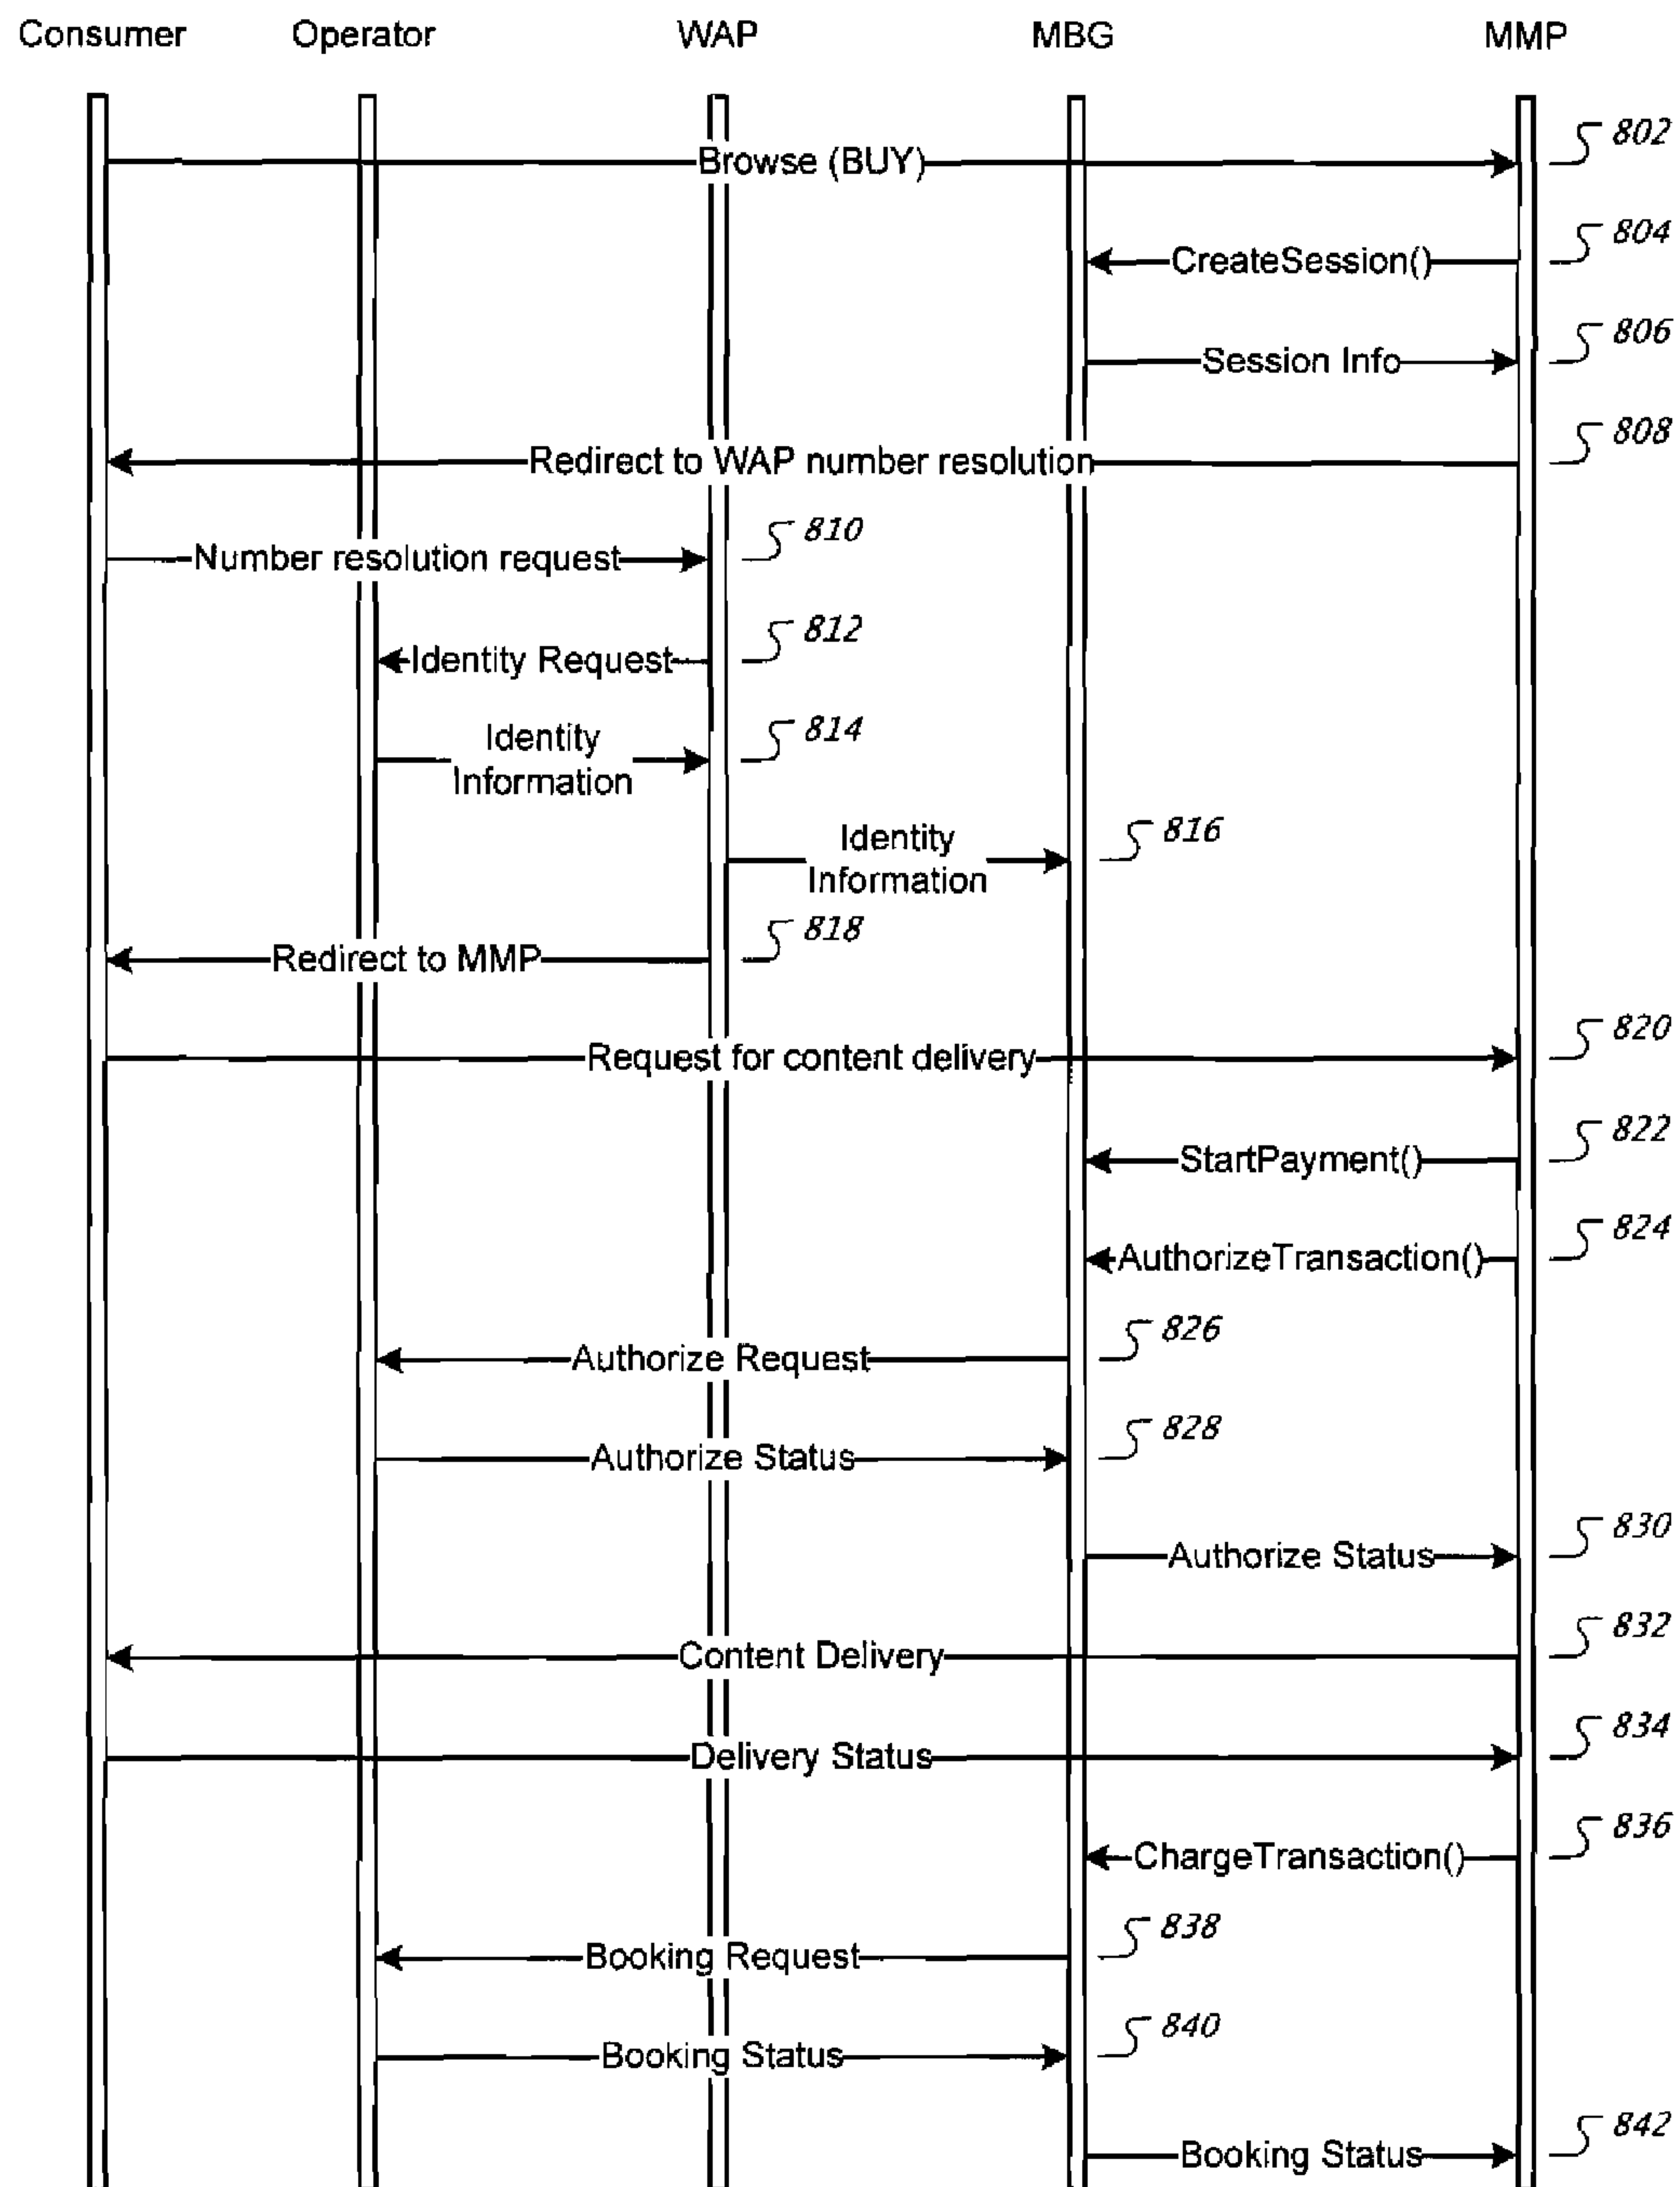 Consumer Operator WAP MBG MMP
802
Browse (BUY)
804
CreateSession()
806
Session Info
808
Redirect to WAP number resolution
810
Number resolution request
812
Identity Request
814
Identity
Information
816
Identity
Information
818
Redirect to MMP
820
Request for content delivery
822
StartPayment()
824
AuthorizeTransaction()
826
Authorize Request
828
Authorize Status
830
Authorize Status
832
Content Delivery
834
Delivery Status
836
ChargeTransaction()
838
Booking Request
840
Booking Status
842
Booking Status